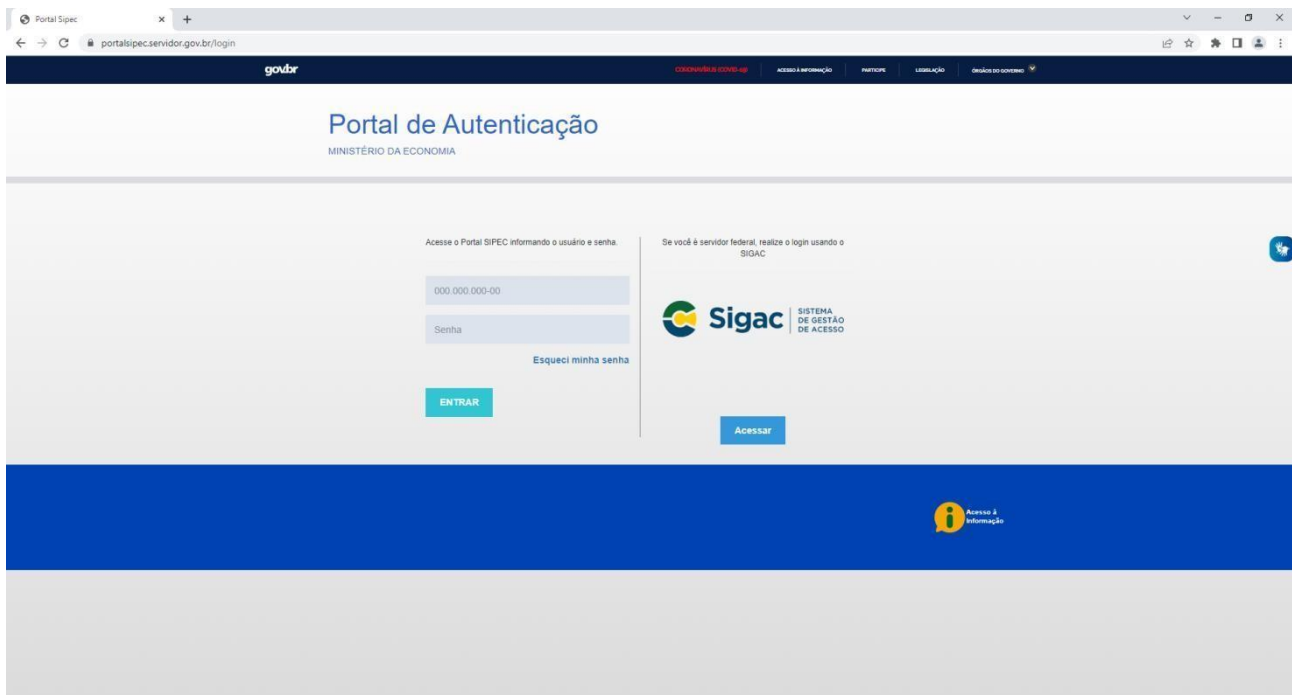 Portal Sipec
portalsipec.servidor.gov.br/login
gov.br
CORONAVÍRUS (COVID-19)
ACESSO À INFORMAÇÃO
PARTICIPE
LEGISLAÇÃO
ÓRGÃOS DO GOVERNO
Portal de Autenticação
MINISTÉRIO DA ECONOMIA
Acesse o Portal SIPEC informando o usuário e senha.
000.000.000-00
Senha
Esqueci minha senha
ENTRAR
Se você è servidor federal, realize o login usando o
SIGAC
Sigac
SISTEMA
DE GESTÃO
DE ACESSO
Acessar
Acesso à
Informação